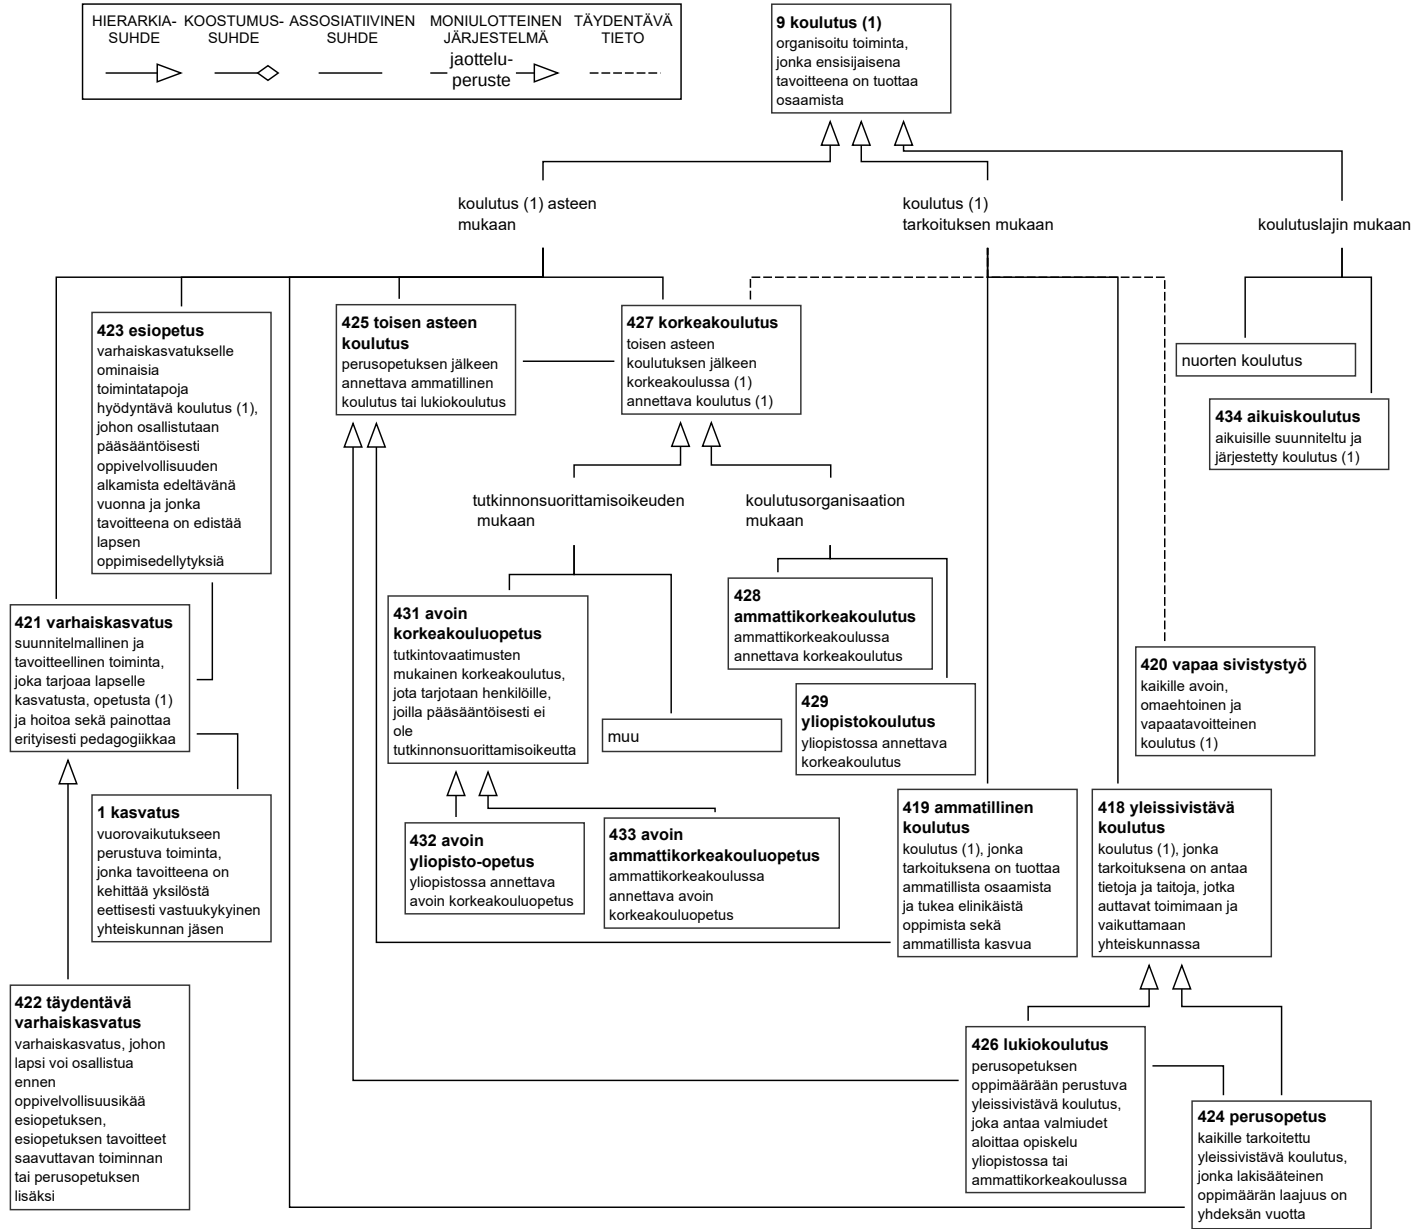 HIERARKIA-
SUHDE
KOOSTUMUS-
SUHDE
ASSOSIATIIVINEN
SUHDE
MONIULOTTEINEN
JÄRJESTELMÄ
jaottelu-
peruste
TÄYDENTÄVÄ
TIETO
9 koulutus (1)
organisoitu toiminta,
jonka ensisijaisena
tavoitteena on tuottaa
osaamista
koulutus (1) asteen
mukaan
koulutus (1)
tarkoituksen mukaan
koulutuslajin mukaan
423 esiopetus
varhaiskasvatukselle
ominaisia
toimintatapoja
hyödyntävä koulutus (1),
johon osallistutaan
pääsääntöisesti
oppivelvollisuuden
alkamista edeltävänä
vuonna ja jonka
tavoitteena on edistää
lapsen
oppimisedellytyksiä
425 toisen asteen
koulutus
perusopetuksen jälkeen
annettava ammatillinen
koulutus tai lukiokoulutus
427 korkeakoulutus
toisen asteen
koulutuksen jälkeen
korkeakoulussa (1)
annettava koulutus (1)
nuorten koulutus
434 aikuiskoulutus
aikuisille suunniteltu ja
järjestetty koulutus (1)
tutkinnonsuorittamisoikeuden
mukaan
koulutusorganisaation
mukaan
421 varhaiskasvatus
suunnitelmallinen ja
tavoitteellinen toiminta,
joka tarjoaa lapselle
kasvatusta, opetusta (1)
ja hoitoa sekä painottaa
erityisesti pedagogiikkaa
431 avoin
korkeakouluopetus
tutkintovaatimusten
mukainen korkeakoulutus,
jota tarjotaan henkilöille,
joilla pääsääntöisesti ei
ole
tutkinnonsuorittamisoikeutta
muu
428
ammattikorkeakoulutus
ammattikorkeakoulussa
annettava korkeakoulutus
429
yliopistokoulutus
yliopistossa annettava
korkeakoulutus
420 vapaa sivistystyö
kaikille avoin,
omaehtoinen ja
vapaatavoitteinen
koulutus (1)
1 kasvatus
vuorovaikutukseen
perustuva toiminta,
jonka tavoitteena on
kehittää yksilöstä
eettisesti vastuukykyinen
yhteiskunnan jäsen
432 avoin
yliopisto-opetus
yliopistossa annettava
avoin korkeakouluopetus
433 avoin
ammattikorkeakouluopetus
ammattikorkeakoulussa
annettava avoin
korkeakouluopetus
419 ammatillinen
koulutus
koulutus (1), jonka
tarkoituksena on tuottaa
ammatillista osaamista
ja tukea elinikäistä
oppimista sekä
ammatillista kasvua
418 yleissivistävä
koulutus
koulutus (1), jonka
tarkoituksena on antaa
tietoja ja taitoja, jotka
auttavat toimimaan ja
vaikuttamaan
yhteiskunnassa
422 täydentävä
varhaiskasvatus
varhaiskasvatus, johon
lapsi voi osallistua
ennen
oppivelvollisuusikää
esiopetuksen,
esiopetuksen tavoitteet
saavuttavan toiminnan
tai perusopetuksen
lisäksi
426 lukiokoulutus
perusopetuksen
oppimäärään perustuva
yleissivistävä koulutus,
joka antaa valmiudet
aloittaa opiskelu
yliopistossa tai
ammattikorkeakoulussa
424 perusopetus
kaikille tarkoitettu
yleissivistävä koulutus,
jonka lakisääteinen
oppimäärän laajuus on
yhdeksän vuotta